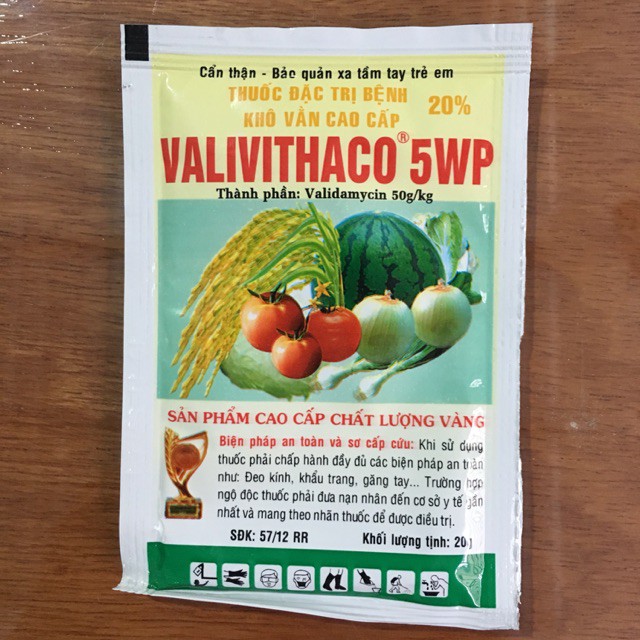 Cẩn thận - Bảo quản xa tầm tay trẻ em
THUỐC ĐẶC TRỊ BỆNH
KHÔ VẰN CAO CẤP
20%
VALIVITHACO® 5WP
Thành phần: Validamycin 50g/kg
SẢN PHẨM CAO CẤP CHẤT LƯỢNG VÀNG
Biện pháp an toàn và sơ cấp cứu: Khi sử dụng
thuốc phải chấp hành đầy đủ các biện pháp an toàn
như: Đeo kính, khẩu trang, găng tay... Trường hợp
ngộ độc thuốc phải đưa nạn nhân đến cơ sở y tế gần
nhất và mang theo nhãn thuốc để được điều trị.
SĐK: 57/12 RR
Khối lượng tịnh: 20g